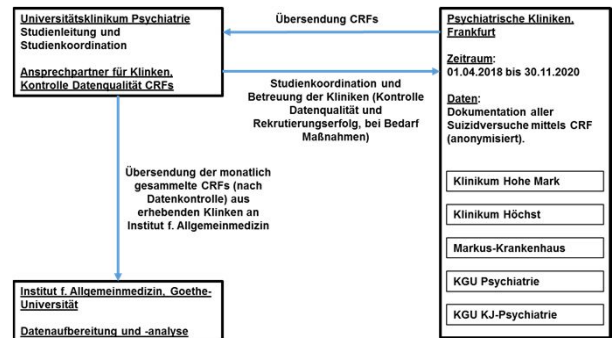 Universitätsklinikum Psychiatrie
Studienleitung und
Studienkoordination
Ansprechpartner für Klinken,
Kontrolle Datenqualität CRFs
Übersendung CRFs
Studienkoordination und
Betreuung der Kliniken (Kontrolle
Datenqualität und
Rekrutierungserfolg, bei Bedarf
Maßnahmen)
Psychiatrische Kliniken,
Frankfurt
Zeitraum:
01.04.2018 bis 30.11.2020
Daten:
Dokumentation aller
Suizidversuche mittels CRF
(anonymisiert).
Klinikum Hohe Mark
Klinikum Höchst
Markus-Krankenhaus
KGU Psychiatrie
KGU KJ-Psychiatrie
Übersendung der monatlich
gesammelte CRFs (nach
Datenkontrolle) aus
erhebenden Klinken an
Institut f. Allgemeinmedizin
Institut f. Allgemeinmedizin, Goethe-
Universität
Datenaufbereitung und -analyse